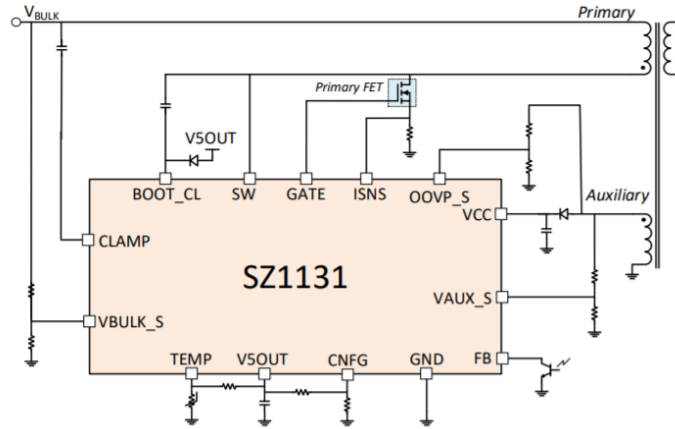 VBULK
Primary
Primary FET
V5OUT
BOOT_CL
SW
GATE
ISNS
OOVP_S
VCC
Auxiliary
CLAMP
SZ1131
VAUX_S
VBULK_S
TEMP
V5OUT
CNFG
GND
FB